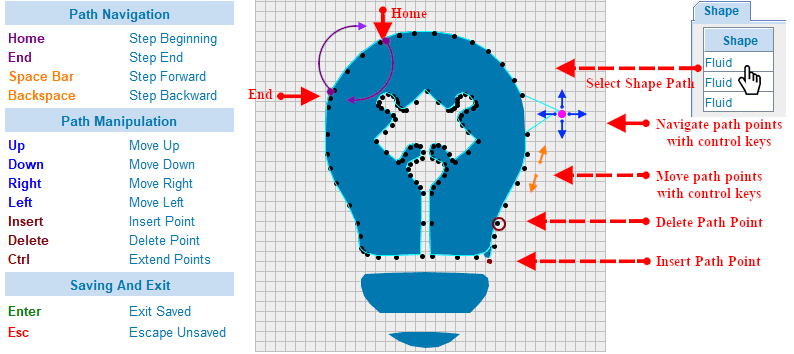 Path Navigation
Home Step Beginning
End Step End
Space Bar Step Forward
Backspace Step Backward
Path Manipulation
Up Move Up
Down Move Down
Right Move Right
Left Move Left
Insert Insert Point
Delete Delete Point
Ctrl Extend Points
Saving And Exit
Enter Exit Saved
Esc Escape Unsaved
Home
End
Shape
Shape
Fluid
Fluid
Fluid
Select Shape Path
Navigate path points
with control keys
Move path points
with control keys
Delete Path Point
Insert Path Point